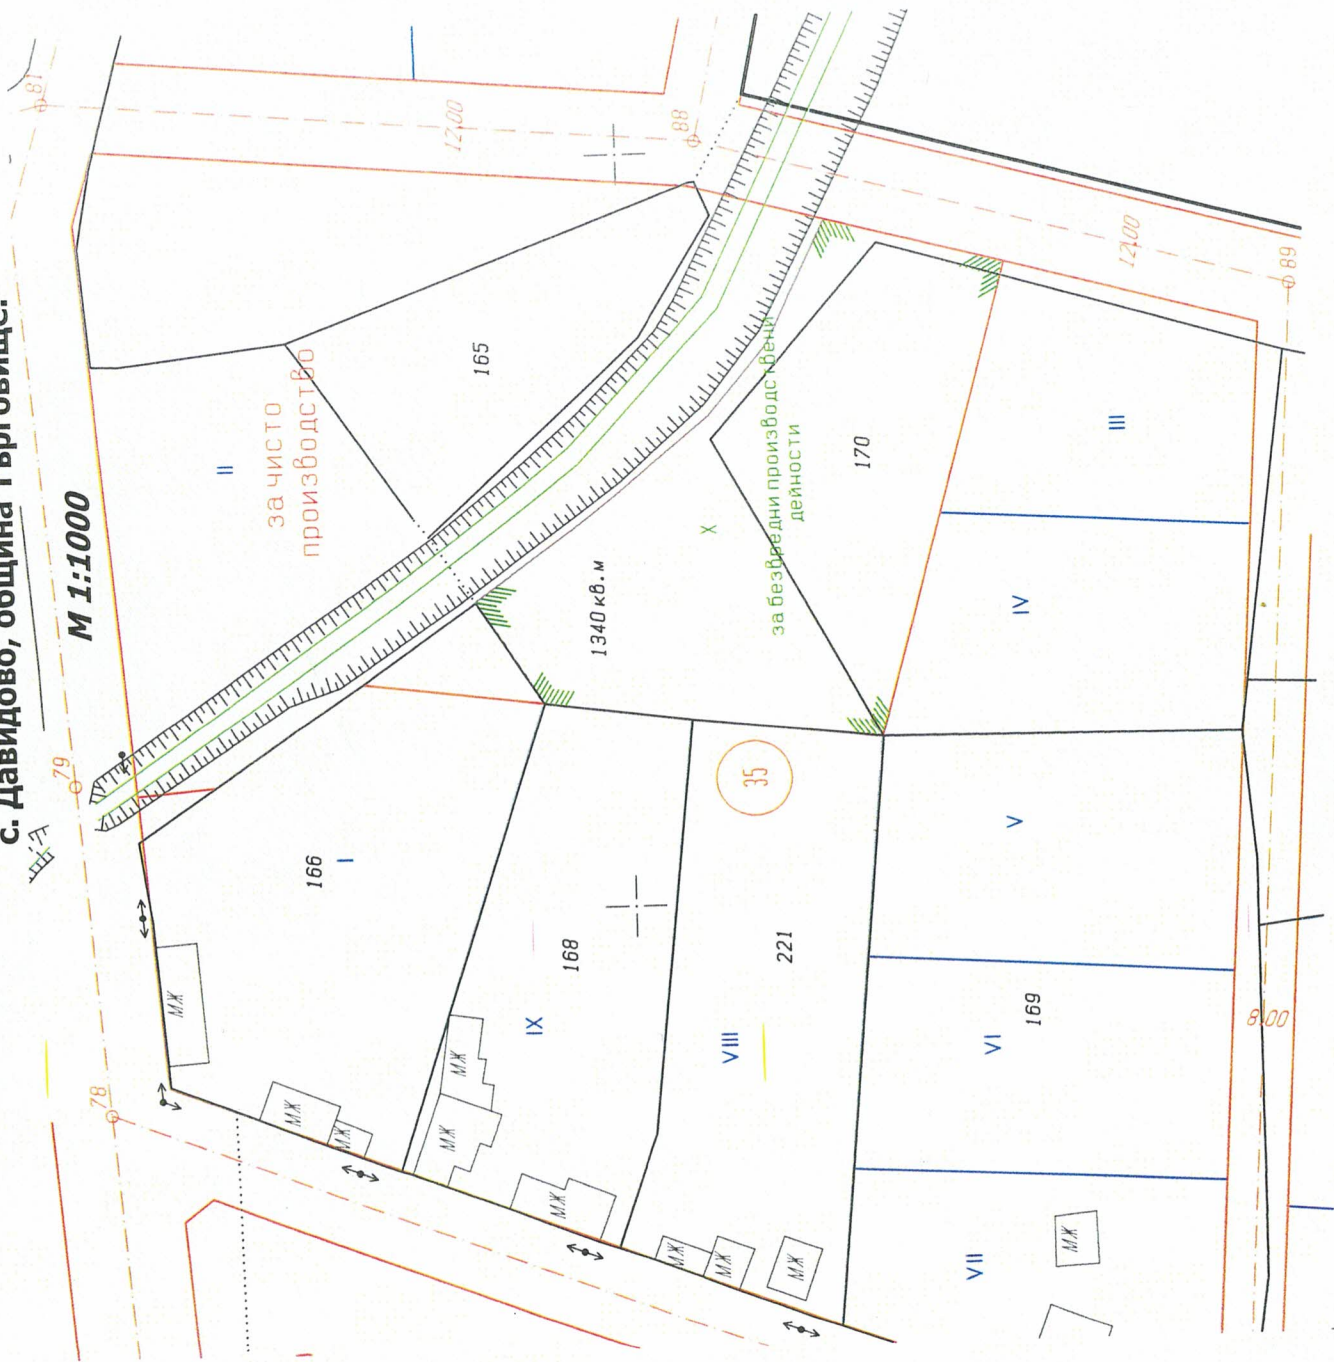 с. Давидово, община Търговище.
М 1:1000
81
79
78
12,00
88
II
за чисто
производство
165
166
I
МЖ
МЖ
МЖ
1340 кв.м
X
за безвредни производствени
дейности
170
12,00
89
III
IV
35
168
IX
МЖ
МЖ
МЖ
221
VIII
МЖ
МЖ
МЖ
V
VI
169
8,00
VII
МЖ